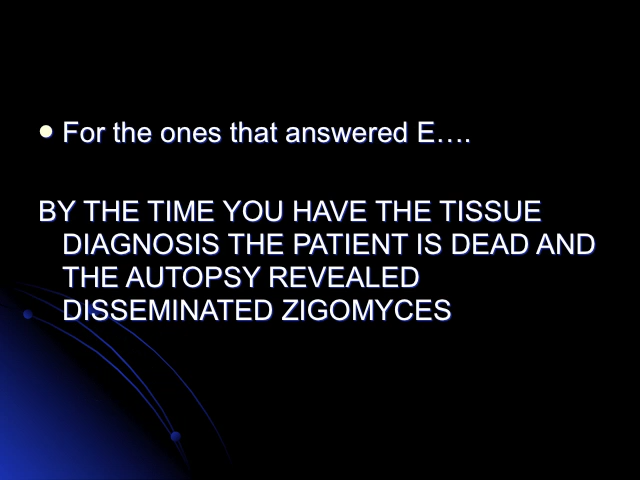 For the ones that answered E….
BY THE TIME YOU HAVE THE TISSUE
DIAGNOSIS THE PATIENT IS DEAD AND
THE AUTOPSY REVEALED
DISSEMINATED ZIGOMYCES